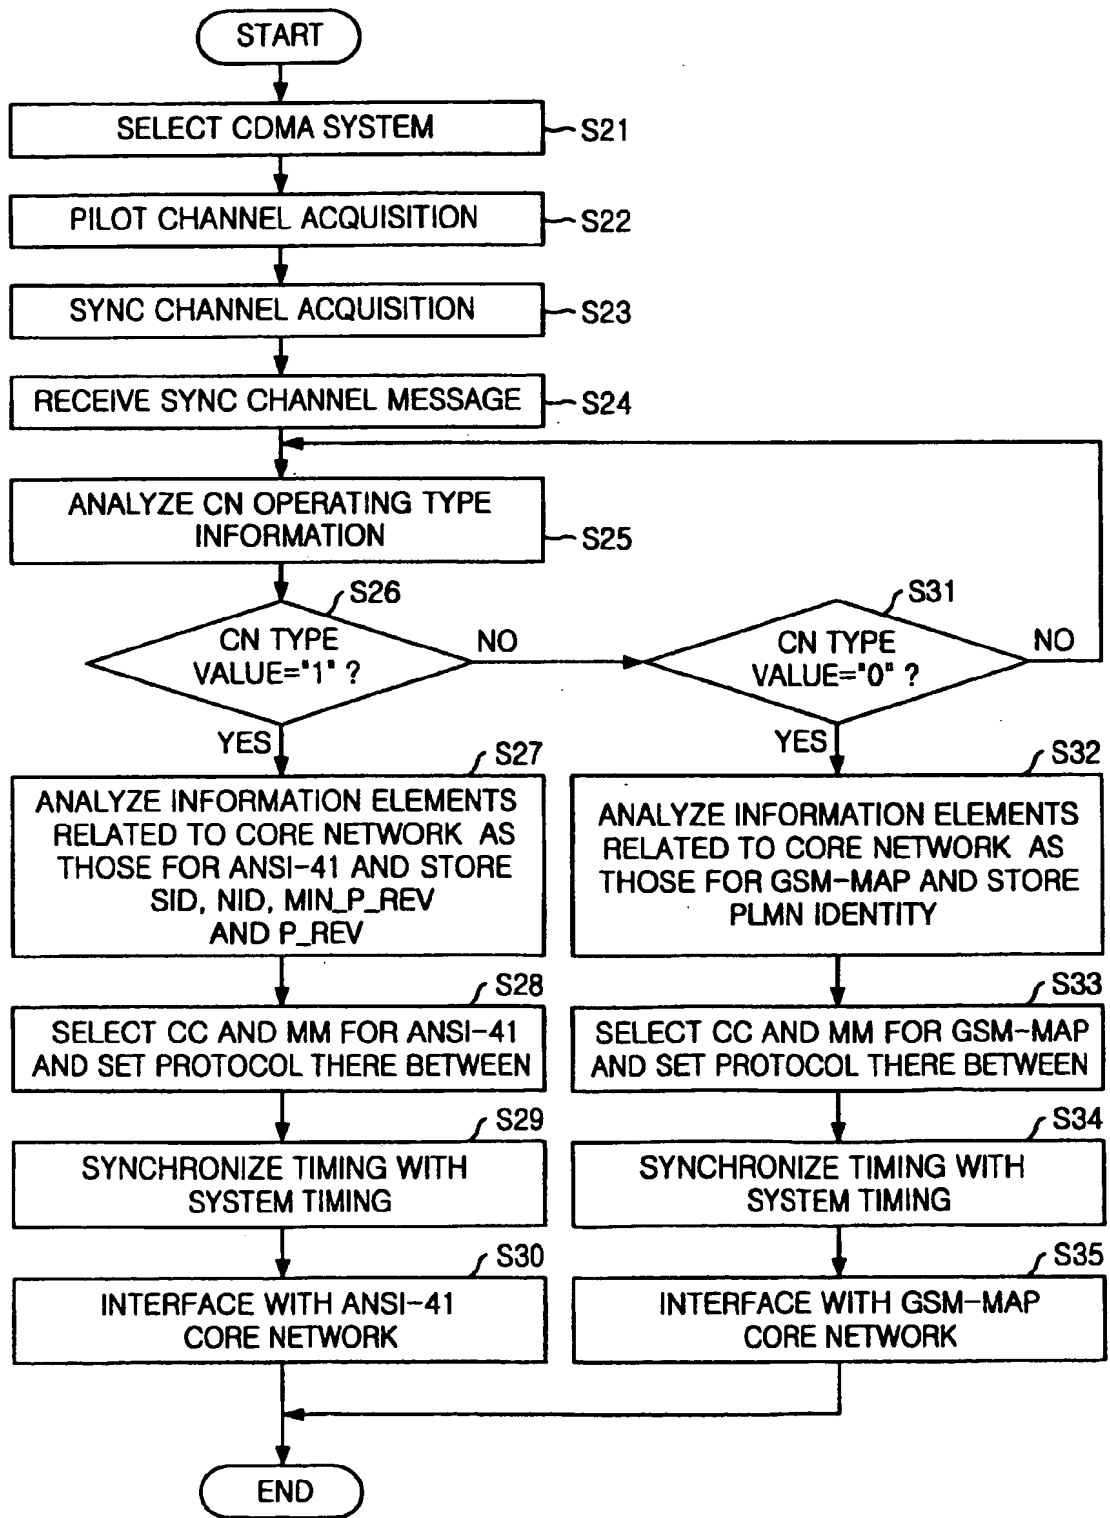 START
SELECT CDMA SYSTEM
S21
PILOT CHANNEL ACQUISITION
S22
SYNC CHANNEL ACQUISITION
S23
RECEIVE SYNC CHANNEL MESSAGE
S24
ANALYZE CN OPERATING TYPE
INFORMATION
S25
S26
CN TYPE
VALUE="1" ?
NO
YES
S31
CN TYPE
VALUE="0" ?
NO
YES
S27
ANALYZE INFORMATION ELEMENTS
RELATED TO CORE NETWORK AS
THOSE FOR ANSI-41 AND STORE
SID, NID, MIN_P_REV
AND P_REV
S32
ANALYZE INFORMATION ELEMENTS
RELATED TO CORE NETWORK AS
THOSE FOR GSM-MAP AND STORE
PLMN IDENTITY
S28
SELECT CC AND MM FOR ANSI-41
AND SET PROTOCOL THERE BETWEEN
S33
SELECT CC AND MM FOR GSM-MAP
AND SET PROTOCOL THERE BETWEEN
S29
SYNCHRONIZE TIMING WITH
SYSTEM TIMING
S34
SYNCHRONIZE TIMING WITH
SYSTEM TIMING
S30
INTERFACE WITH ANSI-41
CORE NETWORK
S35
INTERFACE WITH GSM-MAP
CORE NETWORK
END